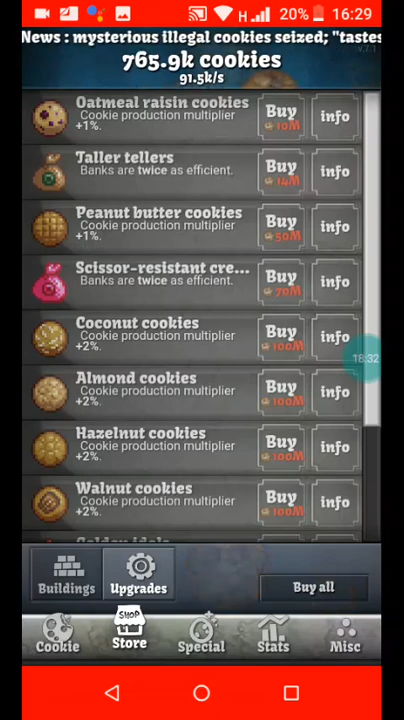 H 20% 16:29
News : mysterious illegal cookies seized; "tastes
v.7.1
765.9k cookies
91.5k/s
Oatmeal raisin cookies
Cookie production multiplier
+1%.
Buy
10M
info
Taller tellers
Banks are twice as efficient.
Buy
14M
info
Peanut butter cookies
Cookie production multiplier
+1%.
Buy
50M
info
Scissor-resistant cre...
Banks are twice as efficient.
Buy
70M
info
Coconut cookies
Cookie production multiplier
+2%.
Buy
100M
info
18:32
Almond cookies
Cookie production multiplier
+2%.
Buy
100M
info
Hazelnut cookies
Cookie production multiplier
+2%.
Buy
100M
info
Walnut cookies
Cookie production multiplier
+2%.
Buy
100M
info
Buildings
Upgrades
Buy all
Cookie
SHOP
Store
Special
Stats
Misc